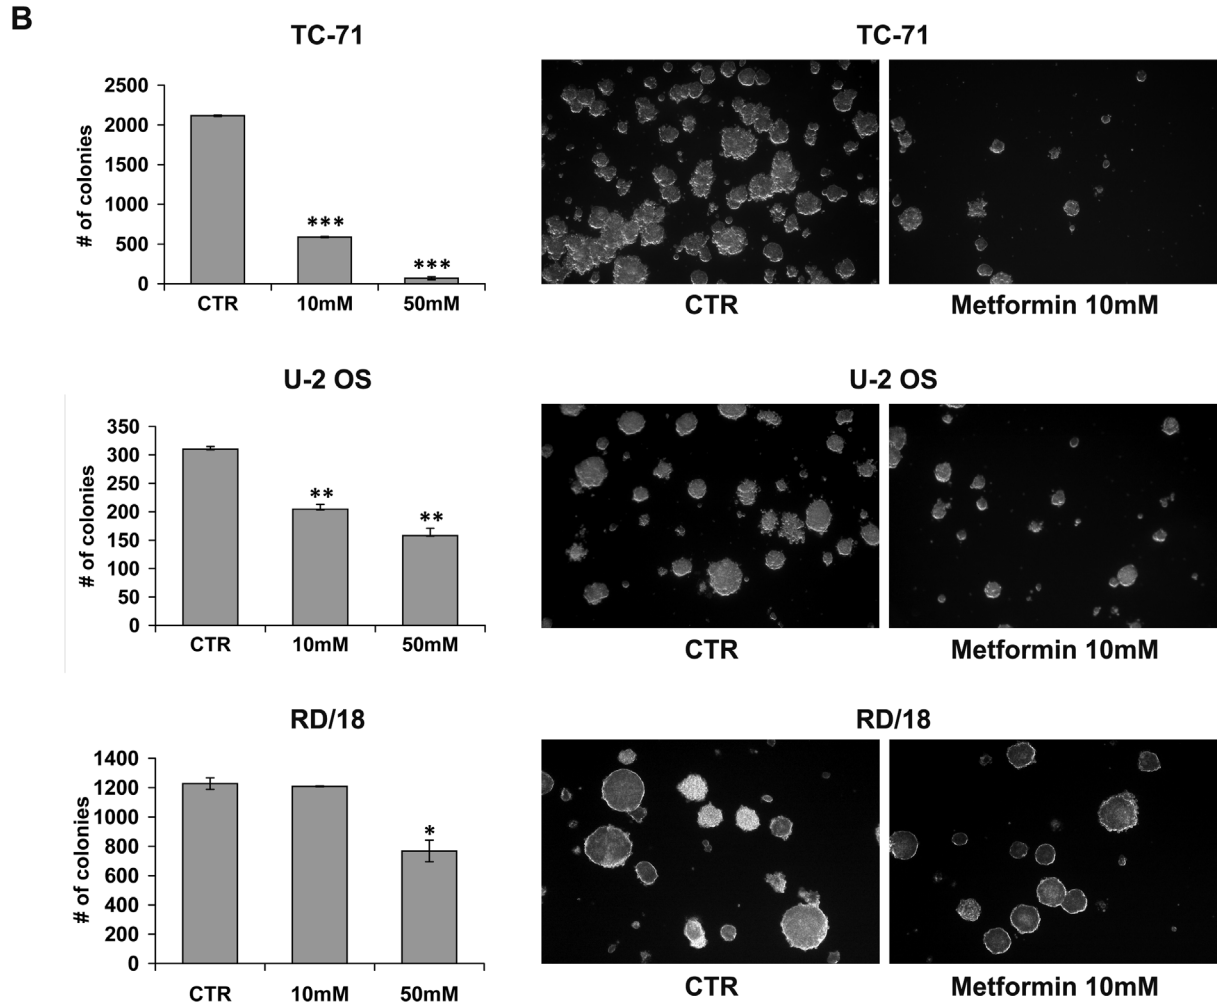 B
TC-71
TC-71
# of colonies
2500
2000
1500
1000
500
0
***
***
CTR 10mM 50mM
CTR
Metformin 10mM
U-2 OS
U-2 OS
# of colonies
350
300
250
200
150
100
50
0
**
**
CTR 10mM 50mM
CTR
Metformin 10mM
RD/18
RD/18
# of colonies
1400
1200
1000
800
600
400
200
0
*
CTR 10mM 50mM
CTR
Metformin 10mM